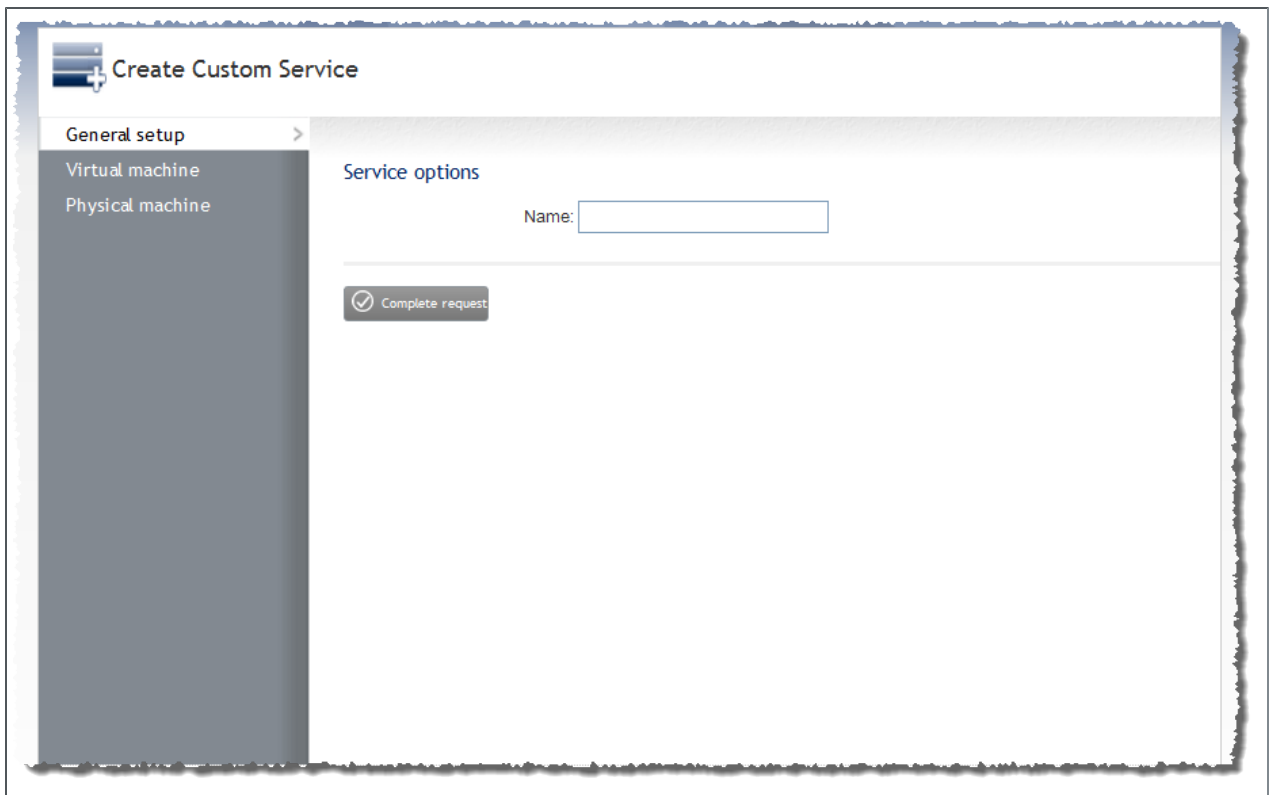 Create Custom Service
General setup
Virtual machine
Physical machine
Service options
Name:
Complete request